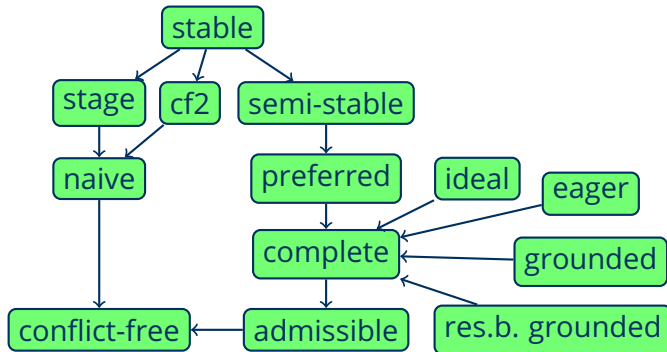 stable
stage
cf2
semi-stable
naive
preferred
ideal
eager
complete
grounded
conflict-free
admissible
res.b. grounded